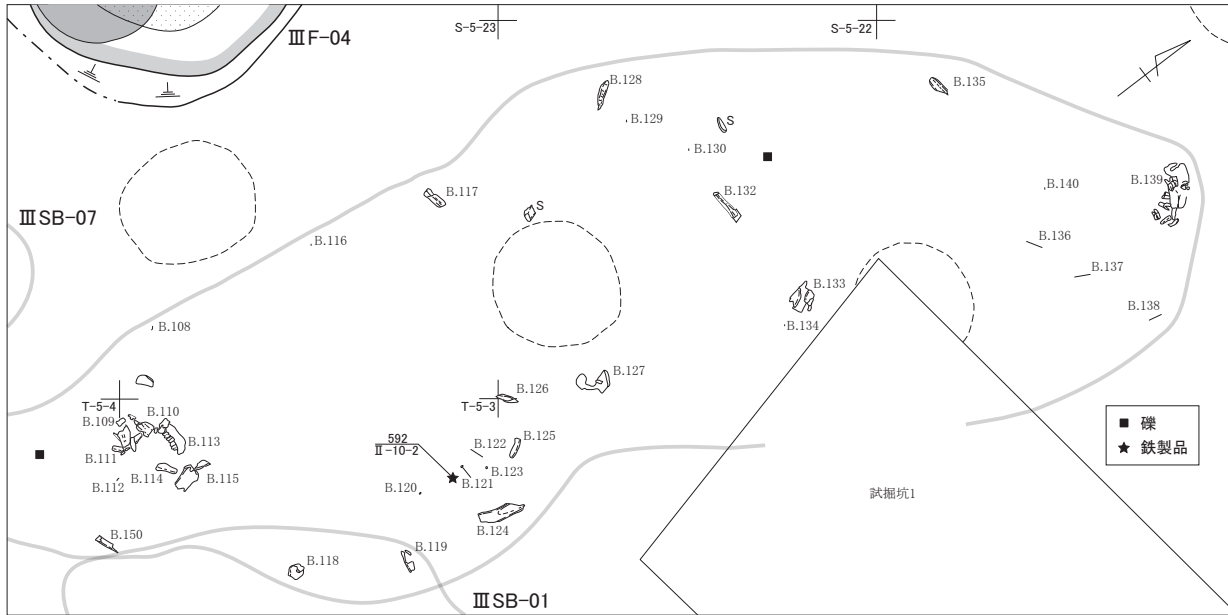 S-5-23
S-5-22
ⅢF-04
B.128
B.135
B.129
S
B.130
B.117
B.132
B.140
B.139
ⅢSB-07
S
B.116
B.136
B.137
B.133
B.138
B.108
B.134
B.127
B.126
T-5-4
T-5-3
B.109
B.110
■ 礫
★ 鉄製品
B.113
592
Ⅱ-10-2
B.122
B.125
B.111
B.123
B.114
B.115
B.121
B.112
B.120
試掘坑1
B.124
B.150
B.118
B.119
ⅢSB-01